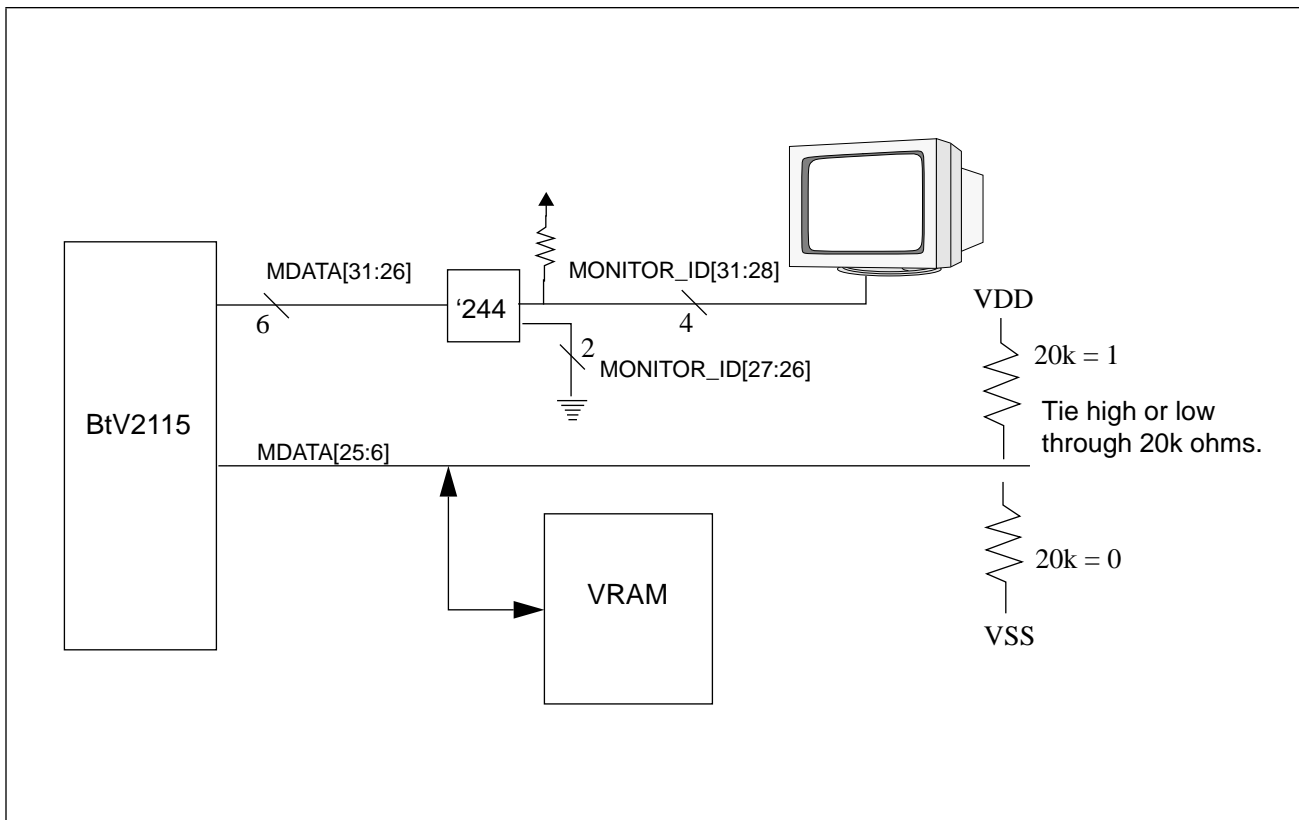 MDATA[31:26]
MONITOR_ID[31:28]
'244
6
4
VDD
2
20k = 1
MONITOR_ID[27:26]
BtV2115
Tie high or low
through 20k ohms.
MDATA[25:6]
VRAM
20k = 0
VSS